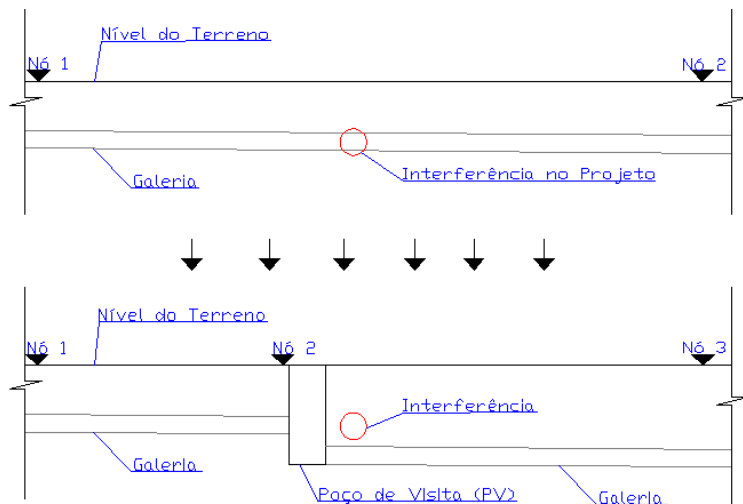 Nível do Terreno
Nó 1
Nó 2
Galeria
Interferência no Projeto
Nível do Terreno
Nó 1
Nó 2
Nó 3
Interferência
Galeria
Poço de Visita (PV)
Galeria